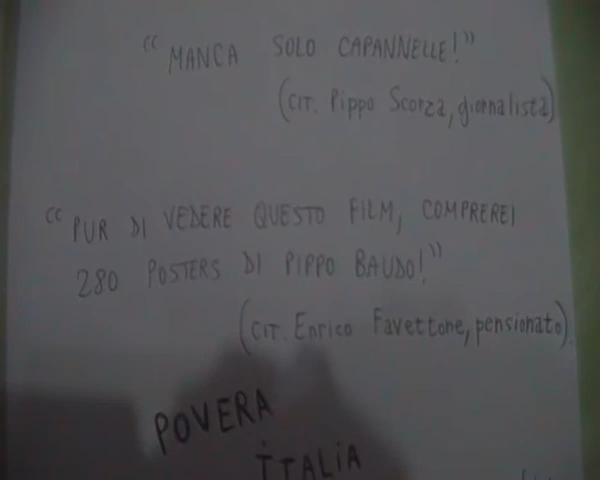 “MANCA SOLO CAPANNELLE!”
(CIT. Pippo Scorza, giornalista)
“PUR DI VEDERE QUESTO FILM, COMPREREI
280 POSTERS DI PIPPO BAUDO!”
(CIT. Enrico Favettone, pensionato).
POVERA
iTALiA